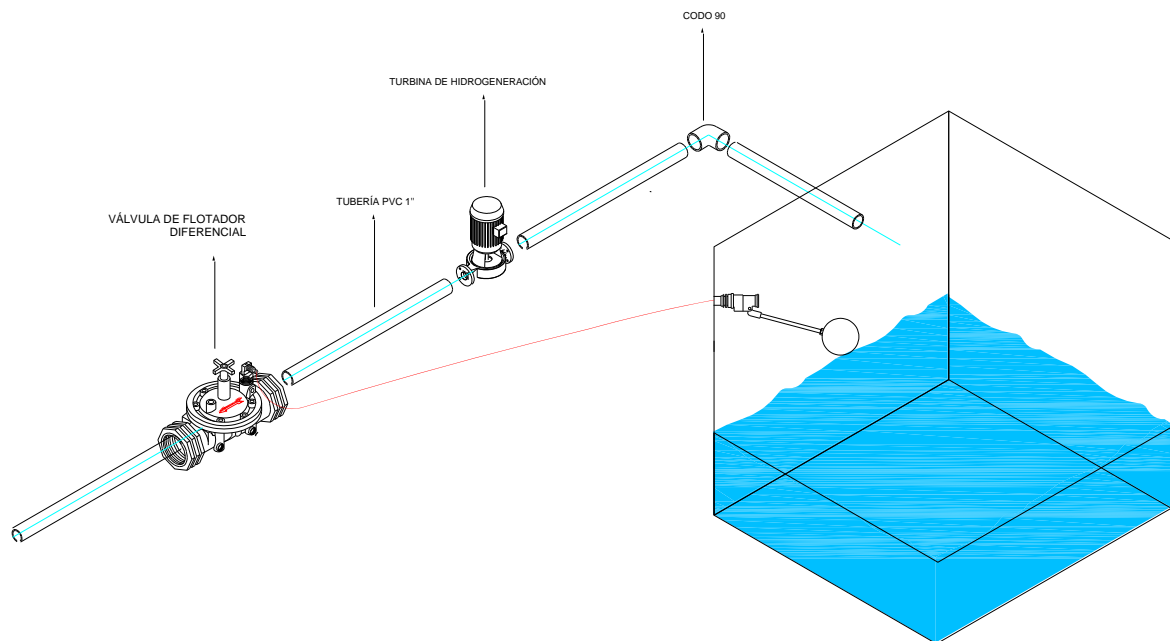 CODO 90
TURBINA DE HIDROGENERACIÓN
TUBERÍA PVC 1"
VÁLVULA DE FLOTADOR
DIFERENCIAL